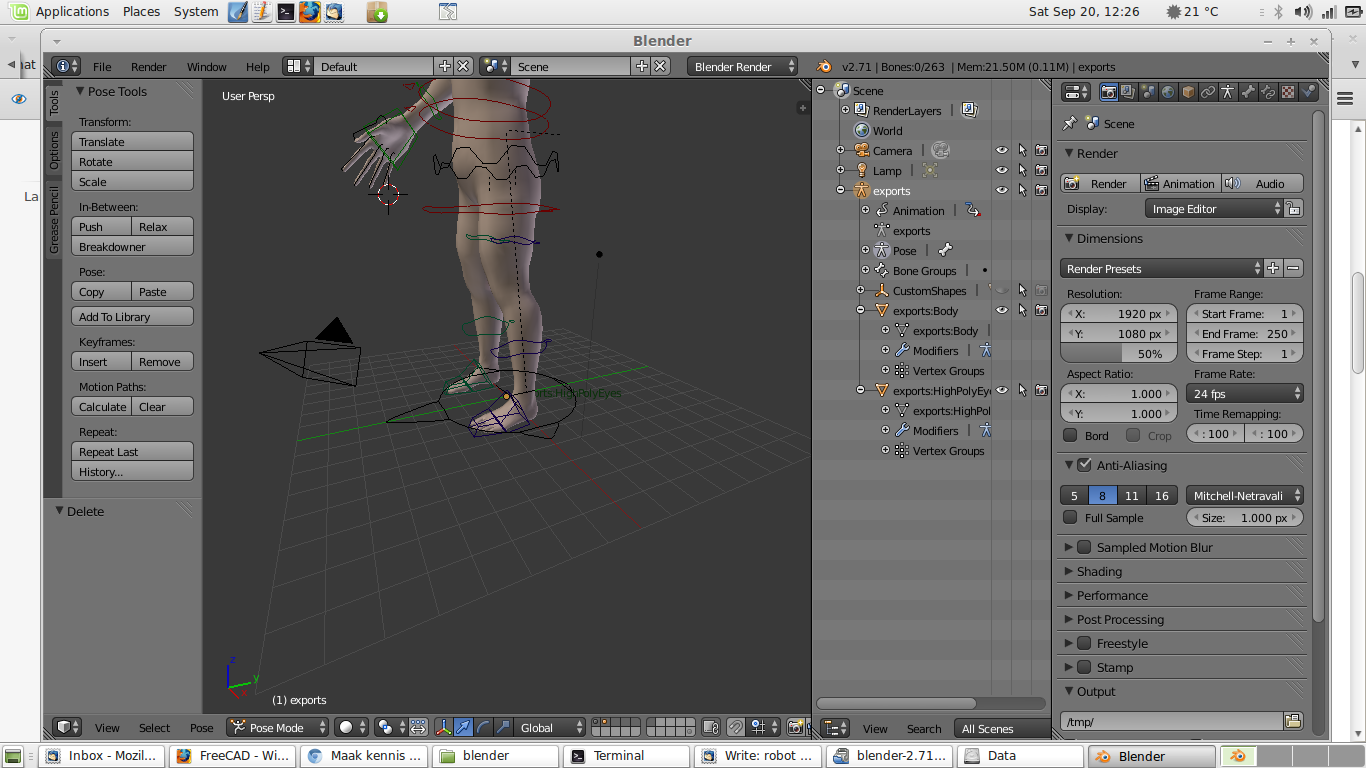 Applications Places System Sat Sep 20, 12:26 21 °C
Blender
File Render Window Help Default Scene Blender Render v2.71 | Bones:0/263 | Mem:21.50M (0.11M) | exports
Tools
Options
Grease Pencil
Pose Tools
Transform:
Translate
Rotate
Scale
In-Between:
Push Relax
Breakdowner
Pose:
Copy Paste
Add To Library
Keyframes:
Insert Remove
Motion Paths:
Calculate Clear
Repeat:
Repeat Last
History...
Delete
La
User Persp
z
y
x
(1) exports
View Select Pose Pose Mode Global
Scene
RenderLayers
World
Camera
Lamp
exports
Animation
exports
Pose
Bone Groups
CustomShapes
exports:Body
exports:Body
Modifiers
Vertex Groups
exports:HighPolyEye
exports:HighPol
Modifiers
Vertex Groups
View Search All Scenes
Scene
Render
Render Animation Audio
Display: Image Editor
Dimensions
Render Presets
Resolution: Frame Range:
X: 1920 px Start Frame: 1
Y: 1080 px End Frame: 250
50% Frame Step: 1
Aspect Ratio: Frame Rate:
X: 1.000 24 fps
Y: 1.000 Time Remapping:
Bord Crop : 100 : 100
Anti-Aliasing
5 8 11 16 Mitchell-Netravali
Full Sample Size: 1.000 px
Sampled Motion Blur
Shading
Performance
Post Processing
Freestyle
Stamp
Output
/tmp/
Inbox - Mozil... FreeCAD - Wi... Maak kennis ... blender Terminal Write: robot ... blender-2.71... Data Blender